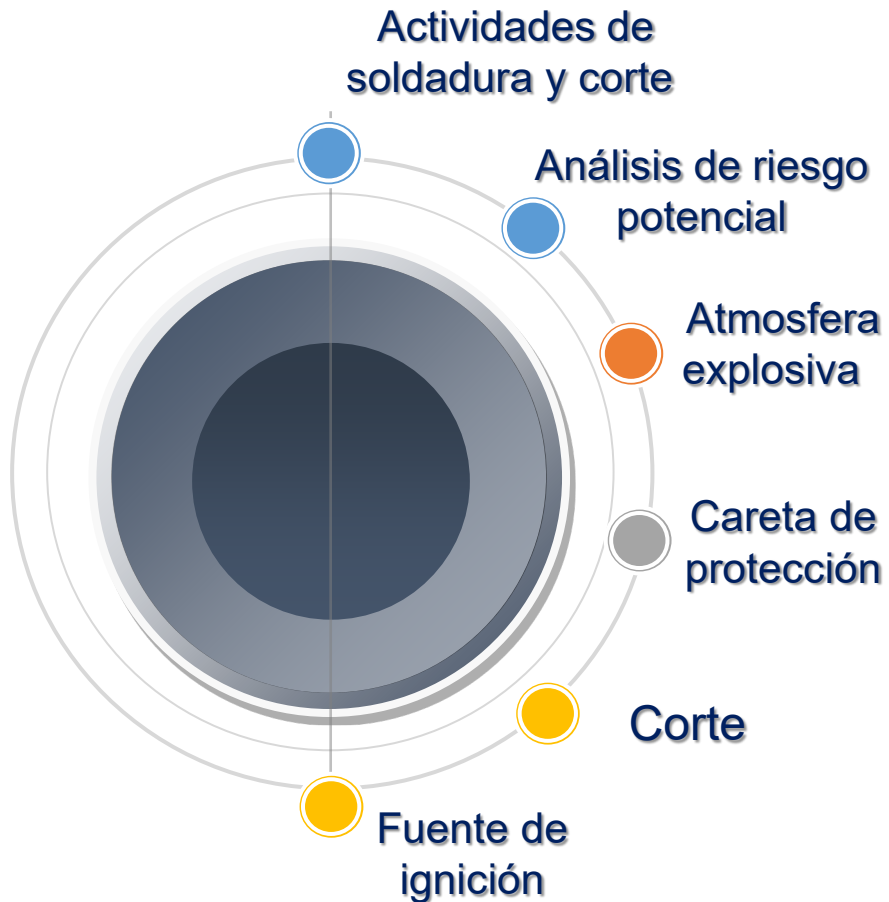 Actividades de
soldadura y corte
Análisis de riesgo
potencial
Atmosfera
explosiva
Careta de
protección
Corte
Fuente de
ignición